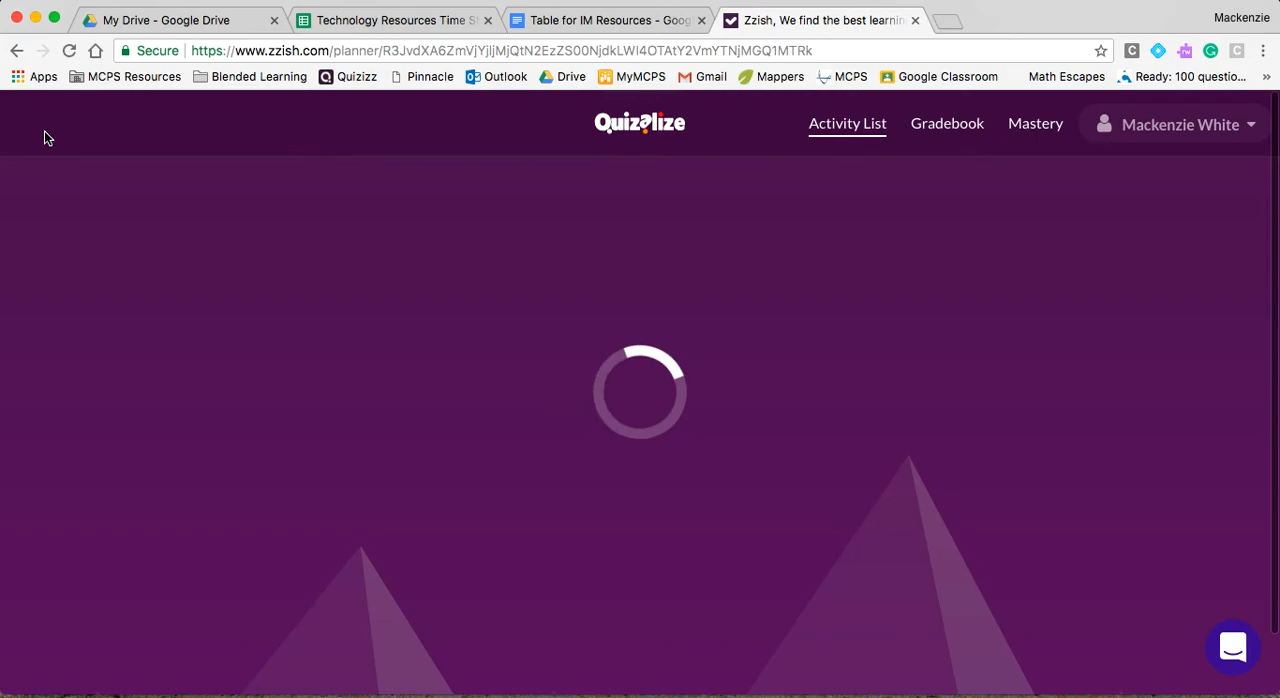 My Drive - Google Drive
Technology Resources Time S
Table for IM Resources - Goog
Zzish, We find the best learnin
Mackenzie
Secure | https://www.zzish.com/planner/R3JvdXA6ZmVjYjljMjQtN2EzZS00NjdkLWI4OTAtY2VmYTNjMGQ1MTRk
Apps MCPS Resources Blended Learning Quizizz Pintech Outlook Drive MyMCPS Gmail Mappers MCPS Google Classroom Math Escapes Ready: 100 questio... »
Quizalize
Activity List Gradebook Mastery Mackenzie White